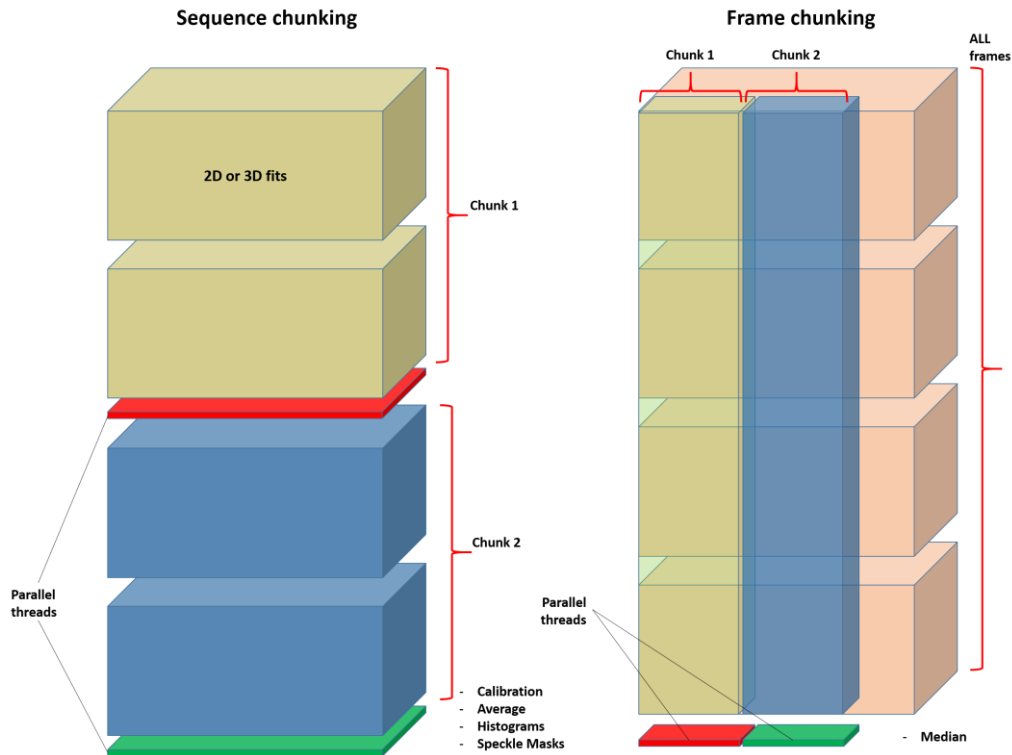 Sequence chunking
2D or 3D fits
Chunk 1
Chunk 2
Parallel
threads
- Calibration
- Average
- Histograms
- Speckle Masks
Frame chunking
Chunk 1
Chunk 2
ALL
frames
Parallel
threads
- Median